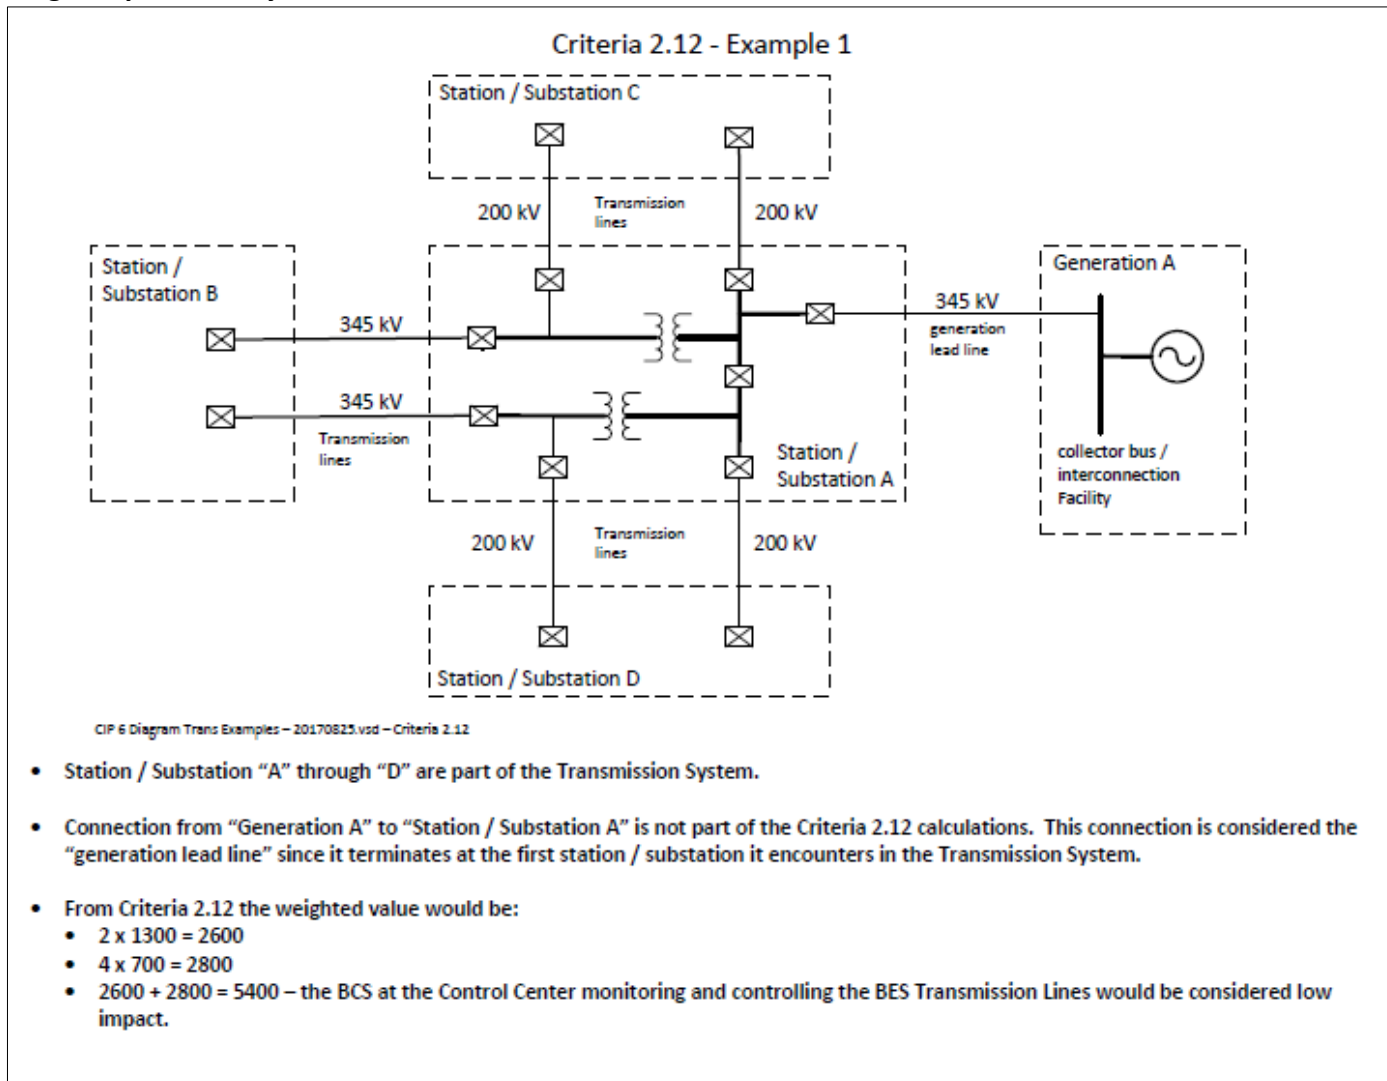 Criteria 2.12 - Example 1
Station / Substation C
200 kV
Transmission
lines
200 kV
Station /
Substation B
345 kV
345 kV
Transmission
lines
Station /
Substation A
345 kV
generation
lead line
Generation A
collector bus /
interconnection
Facility
200 kV
Transmission
lines
200 kV
Station / Substation D
CIP 6 Diagram Trans Examples – 20170825.vsd – Criteria 2.12
• Station / Substation “A” through “D” are part of the Transmission System.
• Connection from “Generation A” to “Station / Substation A” is not part of the Criteria 2.12 calculations. This connection is considered the
“generation lead line” since it terminates at the first station / substation it encounters in the Transmission System.
• From Criteria 2.12 the weighted value would be:
• 2 x 1300 = 2600
• 4 x 700 = 2800
• 2600 + 2800 = 5400 – the BCS at the Control Center monitoring and controlling the BES Transmission Lines would be considered low
impact.